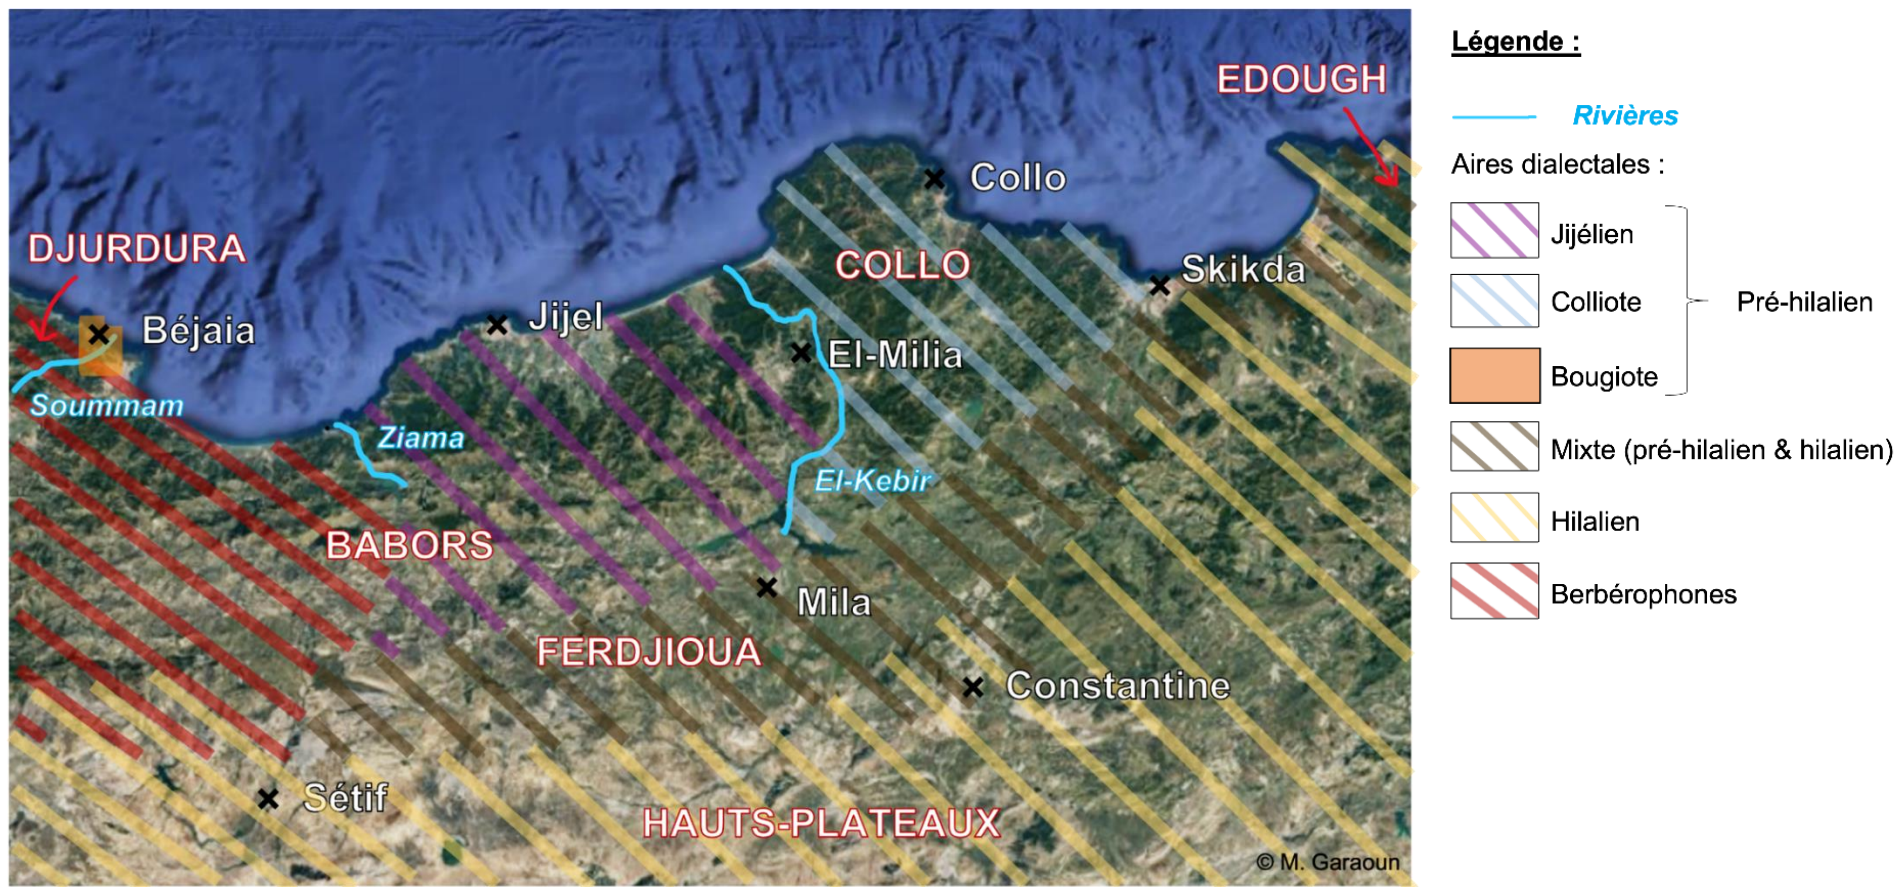 EDOUGH
Collo
DJURDURA
COLLO
Skikda
Béjaia
Jijel
El-Milia
Soummam
Ziama
El-Kebir
BABORS
Mila
FERDJIOUA
Constantine
Sétif
HAUTS-PLATEAUX
© M. Garaoun
Légende :
Rivières
Aires dialectales :
Jijélien
Colliote
Pré-hilalien
Bougiote
Mixte (pré-hilalien & hilalien)
Hilalien
Berbérophones